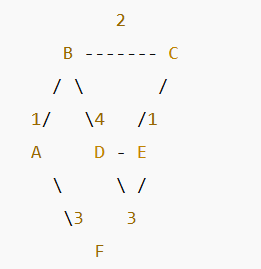 2
B ------- C
/ \ /
1/ \4 /1
A D - E
\ \ /
\3 3
F